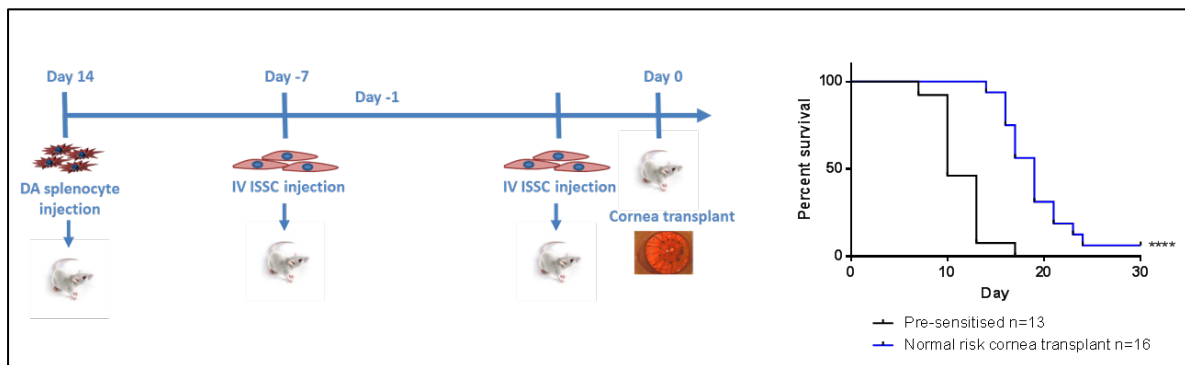 Day 14
Day -7
Day -1
Day 0
DA splenocyte
injection
IV ISSC injection
IV ISSC injection
Cornea transplant
100
50
0
Percent survival
0
10
20
30
Day
****
Pre-sensitised n=13
Normal risk cornea transplant n=16